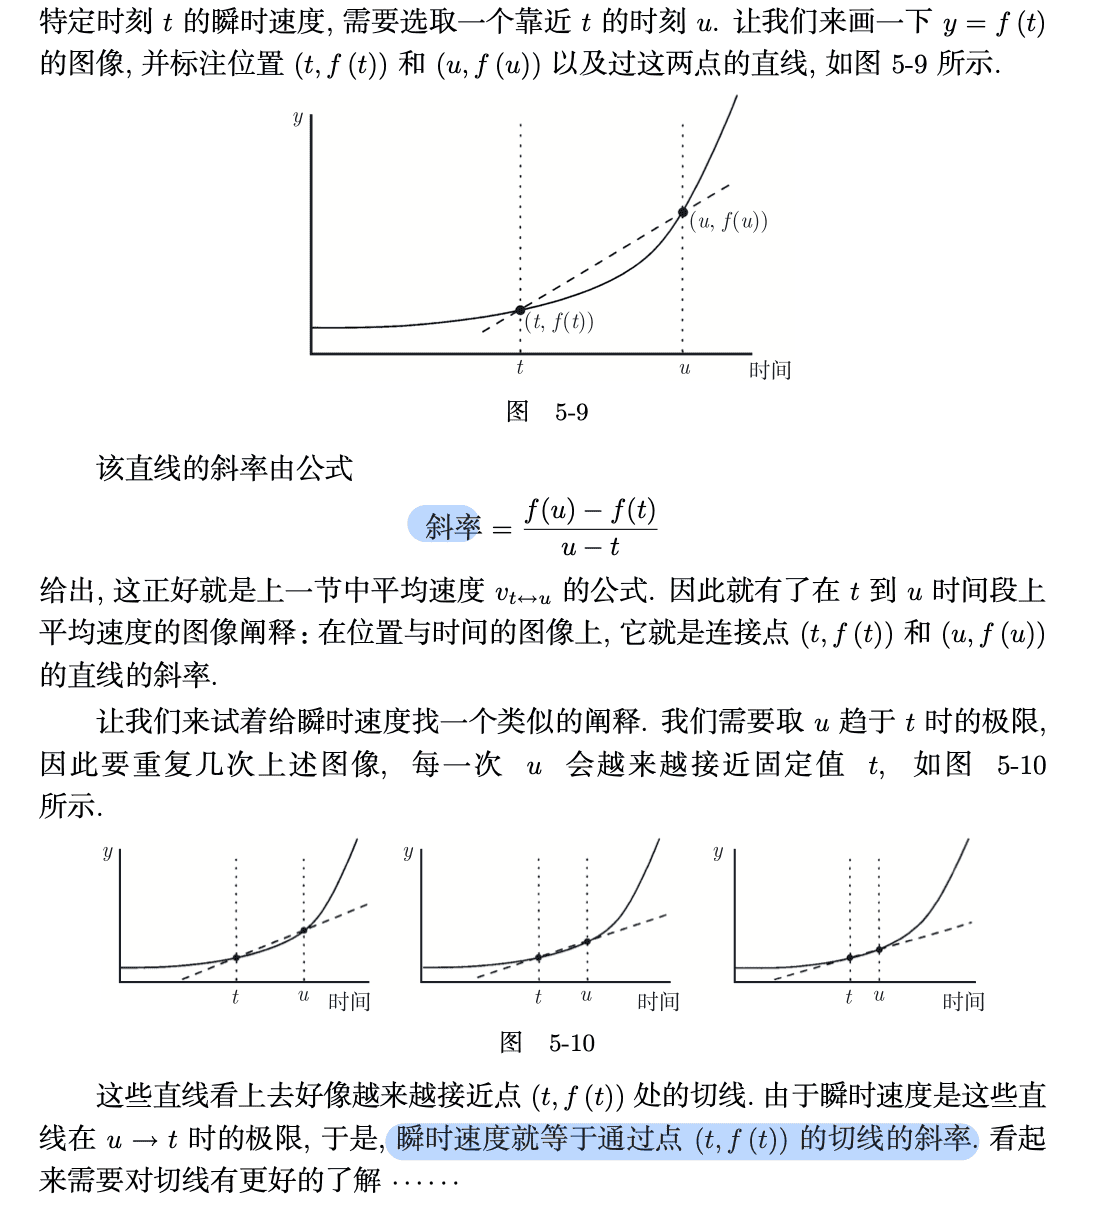 特定时刻 t 的瞬时速度, 需要选取一个靠近 t 的时刻 u. 让我们来画一下 y = f (t)
的图像, 并标注位置 (t, f (t)) 和 (u, f (u)) 以及过这两点的直线, 如图 5-9 所示.
y
(u, f(u))
(t, f(t))
t
u
时间
图 5-9
该直线的斜率由公式
斜率 = \frac{f(u) − f(t)}{u − t}
给出, 这正好就是上一节中平均速度 v_{t↔u} 的公式. 因此就有了在 t 到 u 时间段上
平均速度的图像阐释: 在位置与时间的图像上, 它就是连接点 (t, f (t)) 和 (u, f (u))
的直线的斜率.
让我们来试着给瞬时速度找一个类似的阐释. 我们需要取 u 趋于 t 时的极限,
因此要重复几次上述图像, 每一次 u 会越来越接近固定值 t, 如图 5-10
所示.
y
t
u
时间
y
t
u
时间
y
t
u
时间
图 5-10
这些直线看上去好像越来越接近点 (t, f (t)) 处的切线. 由于瞬时速度是这些直
线在 u → t 时的极限, 于是, 瞬时速度就等于通过点 (t, f (t)) 的切线的斜率. 看起
来需要对切线有更好的了解 ······